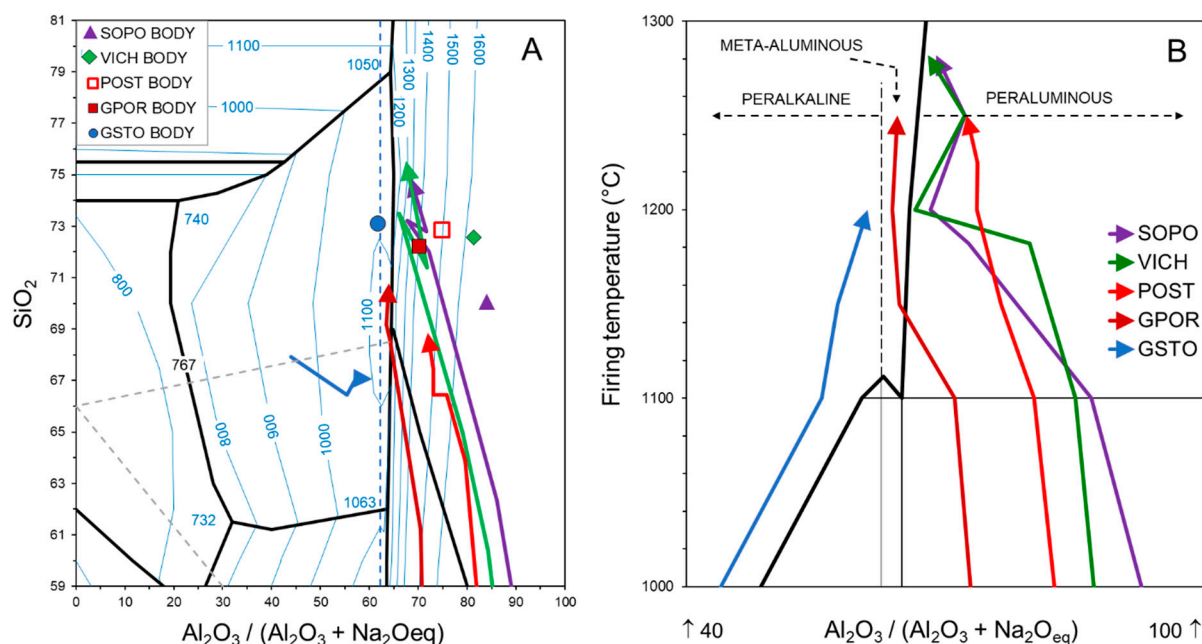 A
SOPO BODY
VICH BODY
POST BODY
GPOR BODY
GSTO BODY
SiO2
81
79
77
75
73
71
69
67
65
63
61
59
1100
1050
1000
1200
1300
1400
1500
1600
740
800
767
800
900
1000
1100
732
1063
0
10
20
30
40
50
60
70
80
90
100
Al2O3 / (Al2O3 + Na2Oeq)
B
Firing temperature (°C)
1300
1200
1100
1000
META-ALUMINOUS
PERALKALINE
PERALUMINOUS
SOPO
VICH
POST
GPOR
GSTO
↑ 40
Al2O3 / (Al2O3 + Na2Oeq)
100 ↑